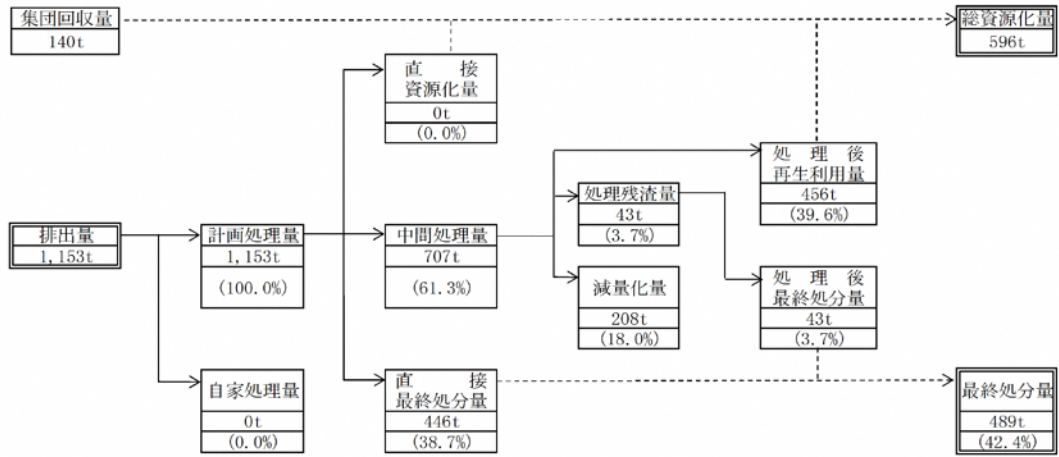 集団回収量
140t
総資源化量
596t
直　接
資源化量
0t
(0.0%)
処　理　後
再生利用量
456t
(39.6%)
処理残渣量
43t
(3.7%)
排出量
1,153t
計画処理量
1,153t
(100.0%)
中間処理量
707t
(61.3%)
減量化量
208t
(18.0%)
処　理　後
最終処分量
43t
(3.7%)
自家処理量
0t
(0.0%)
直　接
最終処分量
446t
(38.7%)
最終処分量
489t
(42.4%)